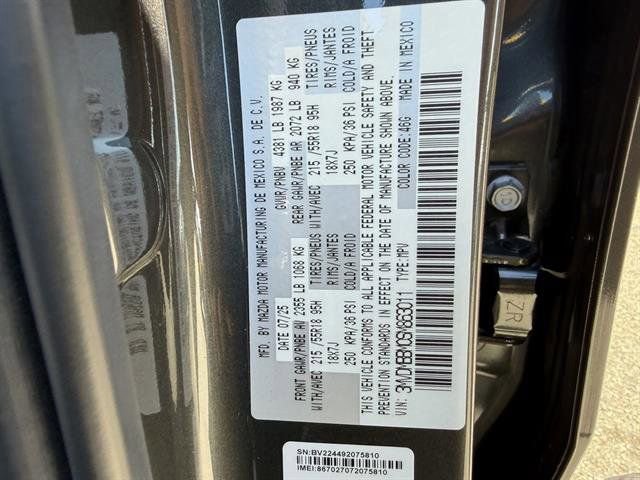 MFD. BY MAZDA MOTOR MANUFACTURING DE MEXICO S.A. DE C.V.
DATE 07/25 GVWR/PNBV 4381 LB 1987 KG
FRONT GAWR/PNBE AV 2355 LB 1068 KG REAR GAWR/PNBE AR 2072 LB 940 KG
WITH/AVEC 215 /55R18 95H TIRES/PNEUS WITH/AVEC 215 /55R18 95H TIRES/PNEUS
18X7J RIMS/JANTES 18X7J RIMS/JANTES
250 KPA/36 PSI COLD/A FROID 250 KPA/36 PSI COLD/A FROID
THIS VEHICLE CONFORMS TO ALL APPLICABLE FEDERAL MOTOR VEHICLE SAFETY AND THEFT
PREVENTION STANDARDS IN EFFECT ON THE DATE OF MANUFACTURE SHOWN ABOVE.
VIN: TYPE:MPV COLOR CODE:46G MADE IN MEXICO
SN:BV224492075810
IMEI:867027072075810
ZR